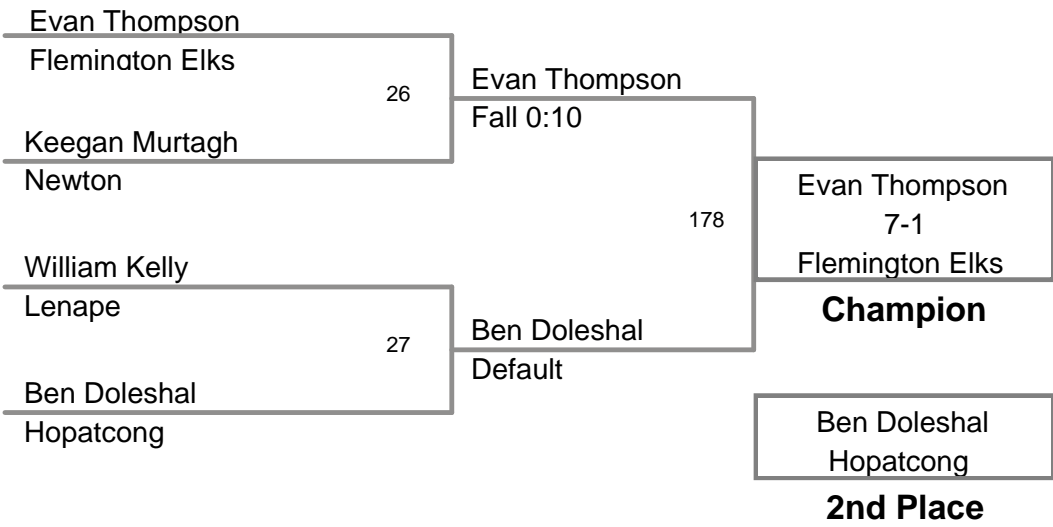 Evan Thompson
Flemington Elks
26
Keegan Murtagh
Newton
Evan Thompson
Fall 0:10
William Kelly
Lenape
27
Ben Doleshal
Hopatcong
Ben Doleshal
Default
178
Evan Thompson
7-1
Flemington Elks
Champion
Ben Doleshal
Hopatcong
2nd Place